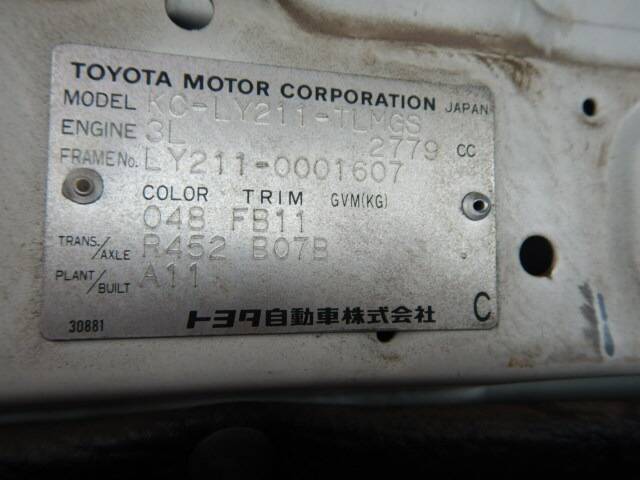 TOYOTA MOTOR CORPORATION JAPAN
MODEL KC-LY211-TLMGS
ENGINE 3L 2779 CC
FRAME No. LY211-0001607
COLOR TRIM GVM(KG)
048 FB11
TRANS./AXLE R452 B07B
PLANT/BUILT A11
30881 トヨタ自動車株式会社 C